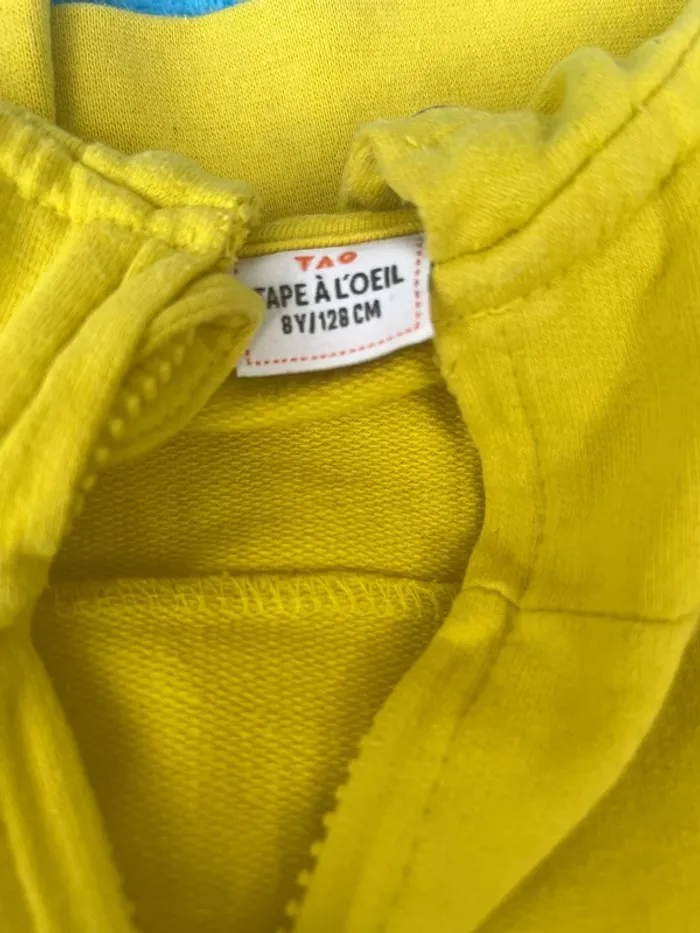 TAO
TAPE À L'OEIL
8Y/128 CM